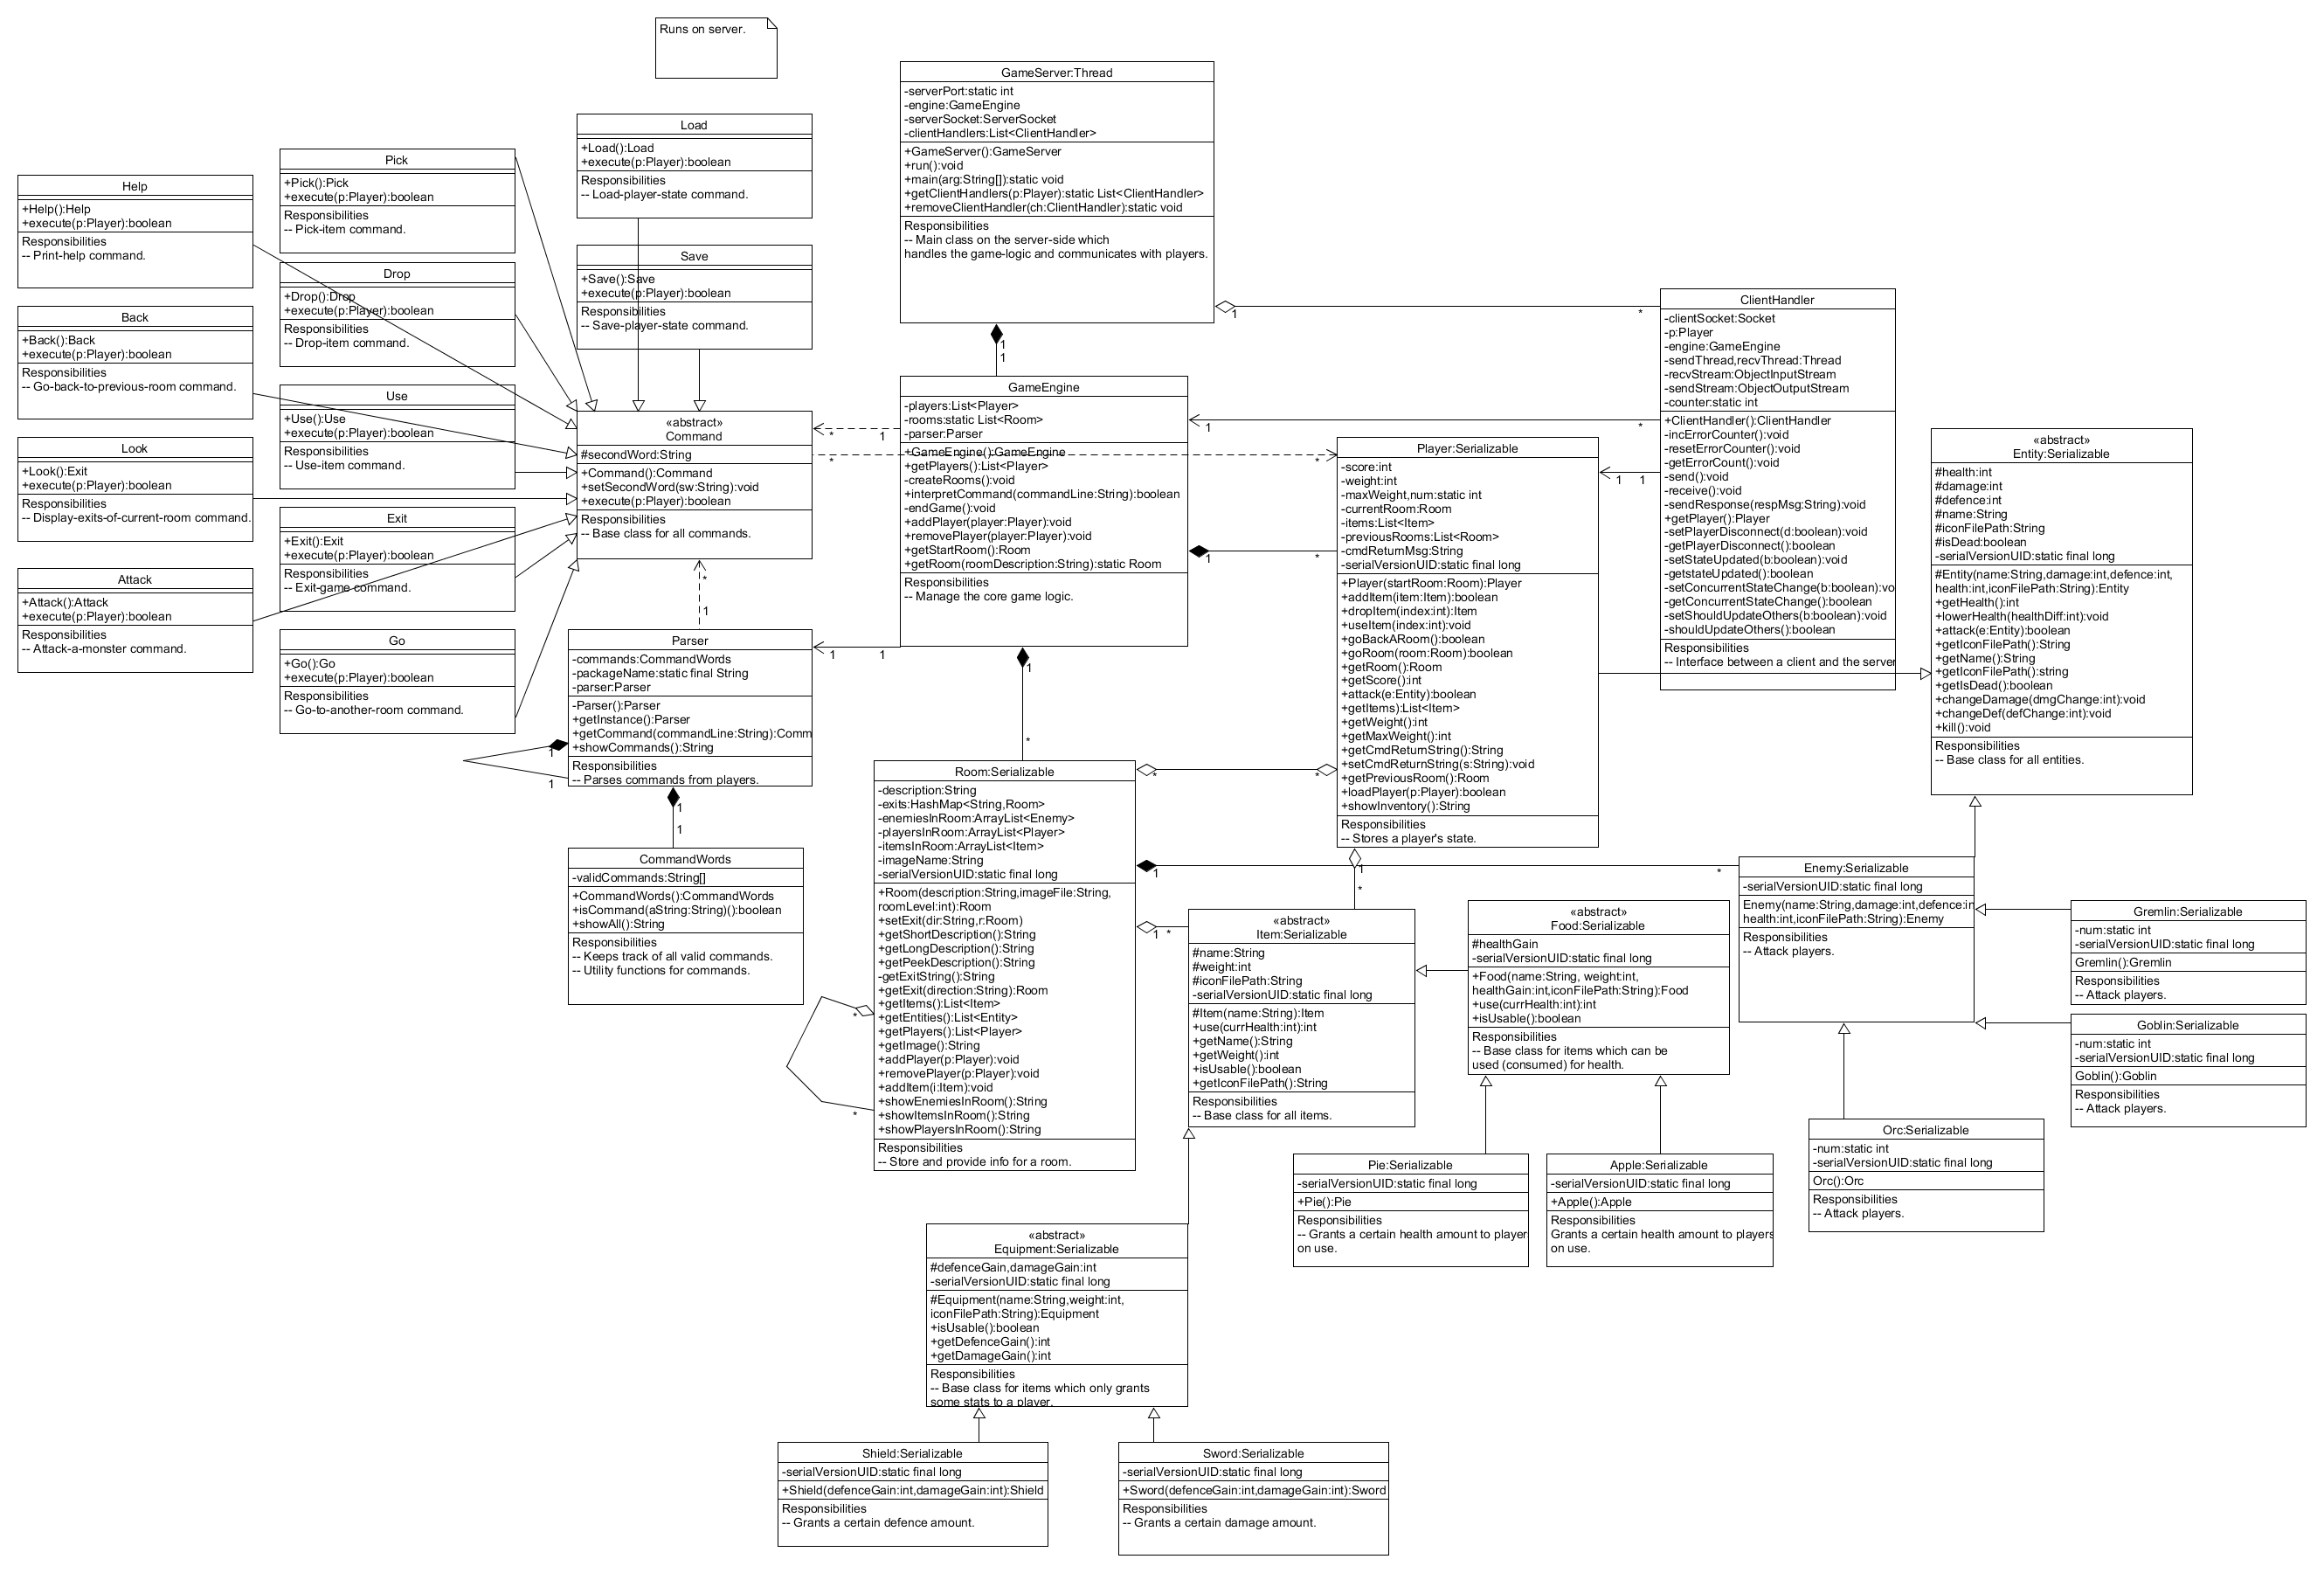 Runs on server.
GameServer:Thread
-serverPort:static int
-engine:GameEngine
-serverSocket:ServerSocket
-clientHandlers:List<ClientHandler>
+GameServer():GameServer
+run():void
+main(arg:String[]):static void
+getClientHandlers(p:Player):static List<ClientHandler>
+removeClientHandler(ch:ClientHandler):static void
Responsibilities
-- Main class on the server-side which
handles the game-logic and communicates with players.
1
*
1
1
Load
+Load():Load
+execute(p:Player):boolean
Responsibilities
-- Load-player-state command.
Pick
+Pick():Pick
+execute(p:Player):boolean
Responsibilities
-- Pick-item command.
Help
+Help():Help
+execute(p:Player):boolean
Responsibilities
-- Print-help command.
Save
+Save():Save
+execute(p:Player):boolean
Responsibilities
-- Save-player-state command.
Drop
+Drop():Drop
+execute(p:Player):boolean
Responsibilities
-- Drop-item command.
Back
+Back():Back
+execute(p:Player):boolean
Responsibilities
-- Go-back-to-previous-room command.
Use
+Use():Use
+execute(p:Player):boolean
Responsibilities
-- Use-item command.
Look
+Look():Exit
+execute(p:Player):boolean
Responsibilities
-- Display-exits-of-current-room command.
Exit
+Exit():Exit
+execute(p:Player):boolean
Responsibilities
-- Exit-game command.
Attack
+Attack():Attack
+execute(p:Player):boolean
Responsibilities
-- Attack-a-monster command.
Go
+Go():Go
+execute(p:Player):boolean
Responsibilities
-- Go-to-another-room command.
«abstract»
Command
#secondWord:String
+Command():Command
+setSecondWord(sw:String):void
+execute(p:Player):boolean
Responsibilities
-- Base class for all commands.
*
1
*
*
*
1
GameEngine
-players:List<Player>
-rooms:static List<Room>
-parser:Parser
+GameEngine():GameEngine
+getPlayers():List<Player>
-createRooms():void
+interpretCommand(commandLine:String):boolean
-endGame():void
+addPlayer(player:Player):void
+removePlayer(player:Player):void
+getStartRoom():Room
+getRoom(roomDescription:String):static Room
Responsibilities
-- Manage the core game logic.
1
*
1
*
1
1
1
*
ClientHandler
-clientSocket:Socket
-p:Player
-engine:GameEngine
-sendThread,recvThread:Thread
-recvStream:ObjectInputStream
-sendStream:ObjectOutputStream
-counter:static int
+ClientHandler():ClientHandler
-incErrorCounter():void
-resetErrorCounter():void
-getErrorCount():void
-send():void
-receive():void
-sendResponse(respMsg:String):void
+getPlayer():Player
-setPlayerDisconnect(d:boolean):void
-getPlayerDisconnect():boolean
-setStateUpdated(b:boolean):void
-getstateUpdated():boolean
-setConcurrentStateChange(b:boolean):vo
-getConcurrentStateChange():boolean
-setShouldUpdateOthers(b:boolean):void
-shouldUpdateOthers():boolean
Responsibilities
-- Interface between a client and the server
1
1
Player:Serializable
-score:int
-weight:int
-maxWeight,num:static int
-currentRoom:Room
-items:List<Item>
-previousRooms:List<Room>
-cmdReturnMsg:String
-serialVersionUID:static final long
+Player(startRoom:Room):Player
+addItem(item:Item):boolean
+dropItem(index:int):Item
+useItem(index:int):void
+goBackARoom():boolean
+goRoom(room:Room):boolean
+getRoom():Room
+getScore():int
+attack(e:Entity):boolean
+getItems):List<Item>
+getWeight():int
+getMaxWeight():int
+getCmdReturnString():String
+setCmdReturnString(s:String):void
+getPreviousRoom():Room
+loadPlayer(p:Player):boolean
+showInventory():String
Responsibilities
-- Stores a player's state.
«abstract»
Entity:Serializable
#health:int
#damage:int
#defence:int
#name:String
#iconFilePath:String
#isDead:boolean
-serialVersionUID:static final long
#Entity(name:String,damage:int,defence:int,
health:int,iconFilePath:String):Entity
+getHealth():int
+lowerHealth(healthDiff:int):void
+attack(e:Entity):boolean
+getIconFilePath():String
+getName():String
+getIconFilePath():string
+getIsDead():boolean
+changeDamage(dmgChange:int):void
+changeDef(defChange:int):void
+kill():void
Responsibilities
-- Base class for all entities.
Parser
-commands:CommandWords
-packageName:static final String
-parser:Parser
-Parser():Parser
+getInstance():Parser
+getCommand(commandLine:String):Comm
+showCommands():String
Responsibilities
-- Parses commands from players.
1
1
1
1
CommandWords
-validCommands:String[]
+CommandWords():CommandWords
+isCommand(aString:String)():boolean
+showAll():String
Responsibilities
-- Keeps track of all valid commands.
-- Utility functions for commands.
Room:Serializable
-description:String
-exits:HashMap<String,Room>
-enemiesInRoom:ArrayList<Enemy>
-playersInRoom:ArrayList<Player>
-itemsInRoom:ArrayList<Item>
-imageName:String
-serialVersionUID:static final long
+Room(description:String,imageFile:String,
roomLevel:int):Room
+setExit(dir:String,r:Room)
+getShortDescription():String
+getLongDescription():String
+getPeekDescription():String
-getExitString():String
+getExit(direction:String):Room
+getItems():List<Item>
+getEntities():List<Entity>
+getPlayers():List<Player>
+getImage():String
+addPlayer(p:Player):void
+removePlayer(p:Player):void
+addItem(i:Item):void
+showEnemiesInRoom():String
+showItemsInRoom():String
+showPlayersInRoom():String
Responsibilities
-- Store and provide info for a room.
*
*
*
*
1
*
1
*
1
*
«abstract»
Item:Serializable
#name:String
#weight:int
#iconFilePath:String
-serialVersionUID:static final long
#Item(name:String):Item
+use(currHealth:int):int
+getName():String
+getWeight():int
+isUsable():boolean
+getIconFilePath():String
Responsibilities
-- Base class for all items.
«abstract»
Food:Serializable
#healthGain
-serialVersionUID:static final long
+Food(name:String, weight:int,
healthGain:int,iconFilePath:String):Food
+use(currHealth:int):int
+isUsable():boolean
Responsibilities
-- Base class for items which can be
used (consumed) for health.
Enemy:Serializable
-serialVersionUID:static final long
Enemy(name:String,damage:int,defence:in
health:int,iconFilePath:String):Enemy
Responsibilities
-- Attack players.
Gremlin:Serializable
-num:static int
-serialVersionUID:static final long
Gremlin():Gremlin
Responsibilities
-- Attack players.
Goblin:Serializable
-num:static int
-serialVersionUID:static final long
Goblin():Goblin
Responsibilities
-- Attack players.
Orc:Serializable
-num:static int
-serialVersionUID:static final long
Orc():Orc
Responsibilities
-- Attack players.
Pie:Serializable
-serialVersionUID:static final long
+Pie():Pie
Responsibilities
-- Grants a certain health amount to player
on use.
Apple:Serializable
-serialVersionUID:static final long
+Apple():Apple
Responsibilities
Grants a certain health amount to players
on use.
«abstract»
Equipment:Serializable
#defenceGain,damageGain:int
-serialVersionUID:static final long
#Equipment(name:String,weight:int,
iconFilePath:String):Equipment
+isUsable():boolean
+getDefenceGain():int
+getDamageGain():int
Responsibilities
-- Base class for items which only grants
some stats to a player.
Shield:Serializable
-serialVersionUID:static final long
+Shield(defenceGain:int,damageGain:int):Shield
Responsibilities
-- Grants a certain defence amount.
Sword:Serializable
-serialVersionUID:static final long
+Sword(defenceGain:int,damageGain:int):Sword
Responsibilities
-- Grants a certain damage amount.